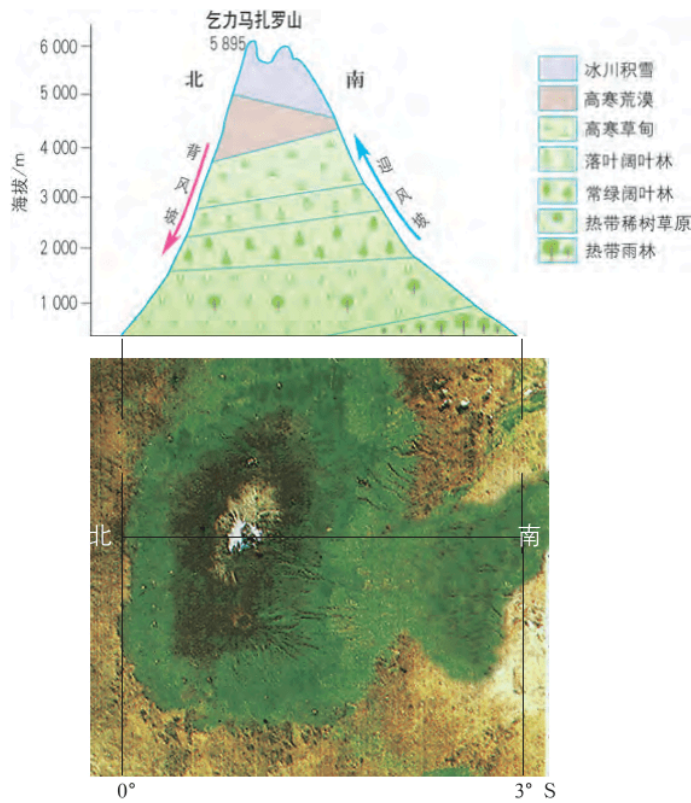 乞力马扎罗山
5 895
6 000
5 000
4 000
3 000
2 000
1 000
海拔/m
北
南
背风坡
迎风坡
冰川积雪
高寒荒漠
高寒草甸
落叶阔叶林
常绿阔叶林
热带稀树草原
热带雨林
北
南
0°
3° S